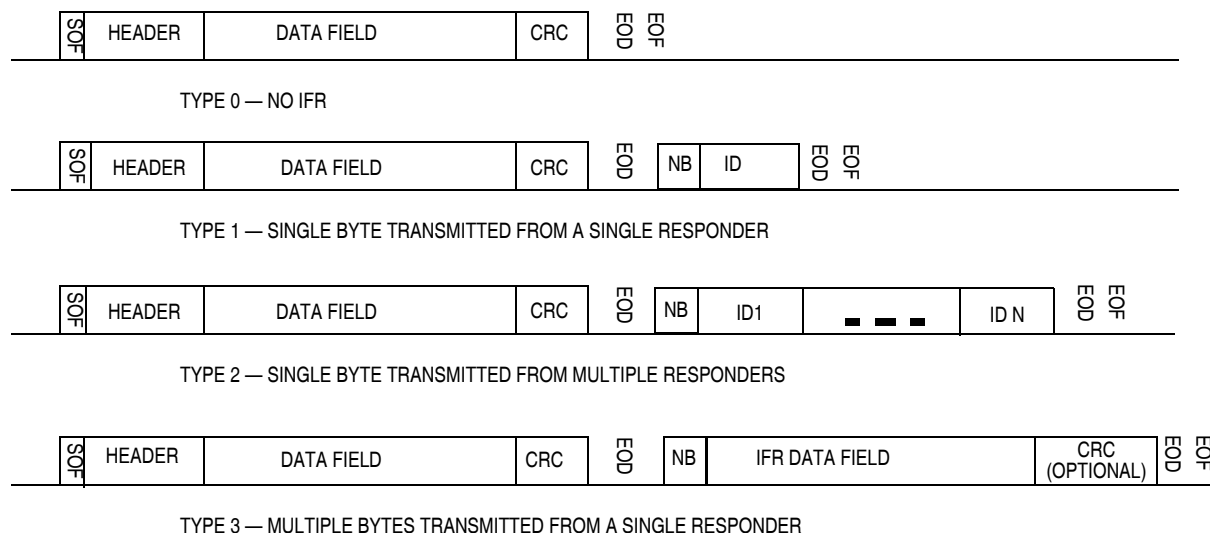 SOF HEADER DATA FIELD CRC EOD EOF
TYPE 0 — NO IFR
SOF HEADER DATA FIELD CRC EOD NB ID EOD EOF
TYPE 1 — SINGLE BYTE TRANSMITTED FROM A SINGLE RESPONDER
SOF HEADER DATA FIELD CRC EOD NB ID1 ID N EOD EOF
TYPE 2 — SINGLE BYTE TRANSMITTED FROM MULTIPLE RESPONDERS
SOF HEADER DATA FIELD CRC EOD NB IFR DATA FIELD CRC (OPTIONAL) EOD EOF
TYPE 3 — MULTIPLE BYTES TRANSMITTED FROM A SINGLE RESPONDER